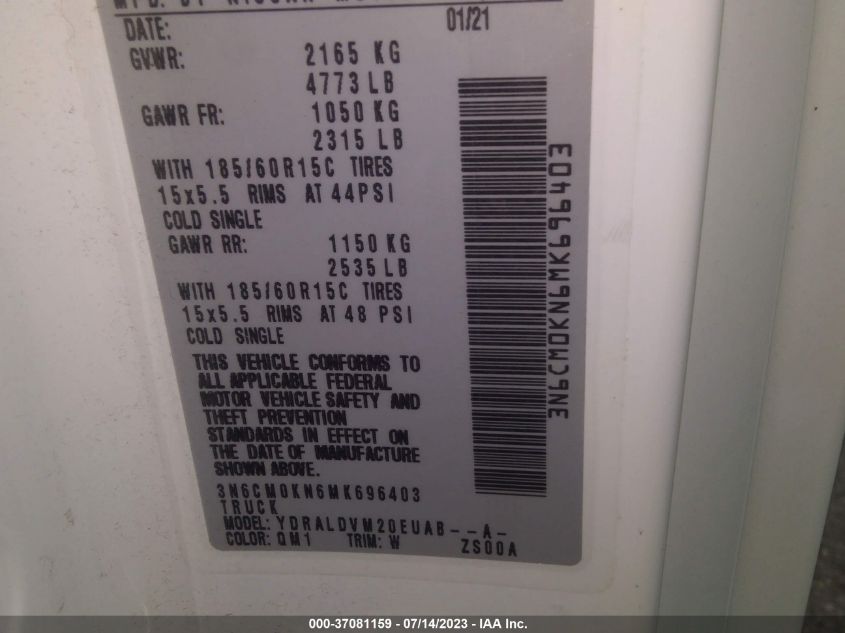 DATE: 01/21
GVWR: 2165 KG
4773 LB
GAWR FR: 1050 KG
2315 LB
WITH 185/60R15C TIRES
15x5.5 RIMS AT 44PSI
COLD SINGLE
GAWR RR: 1150 KG
2535 LB
WITH 185/60R15C TIRES
15x5.5 RIMS AT 48 PSI
COLD SINGLE
THIS VEHICLE CONFORMS TO
ALL APPLICABLE FEDERAL
MOTOR VEHICLE SAFETY AND
THEFT PREVENTION
STANDARDS IN EFFECT ON
THE DATE OF MANUFACTURE
SHOWN ABOVE.
3N6CM0KN6MK696403
TRUCK
MODEL: YDRALDVM20EUAB--A-
COLOR: QM1 TRIM: W ZS00A
3N6CM0KN6MK696403
000-37081159 - 07/14/2023 - IAA Inc.